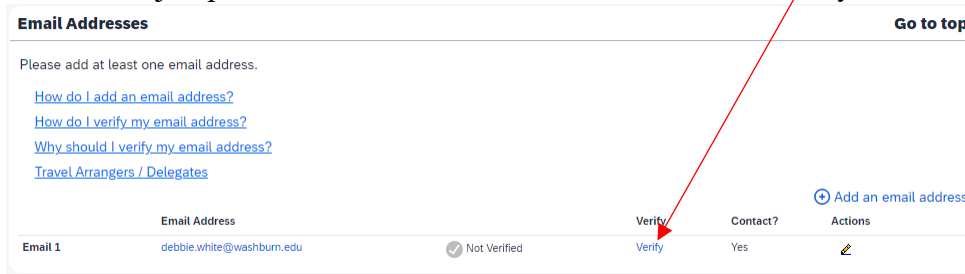 Email Addresses Go to top
Please add at least one email address.
How do I add an email address?
How do I verify my email address?
Why should I verify my email address?
Travel Arrangers / Delegates
Add an email address
Email Address Verify Contact? Actions
Email 1 debbie.white@washburn.edu Not Verified Verify Yes